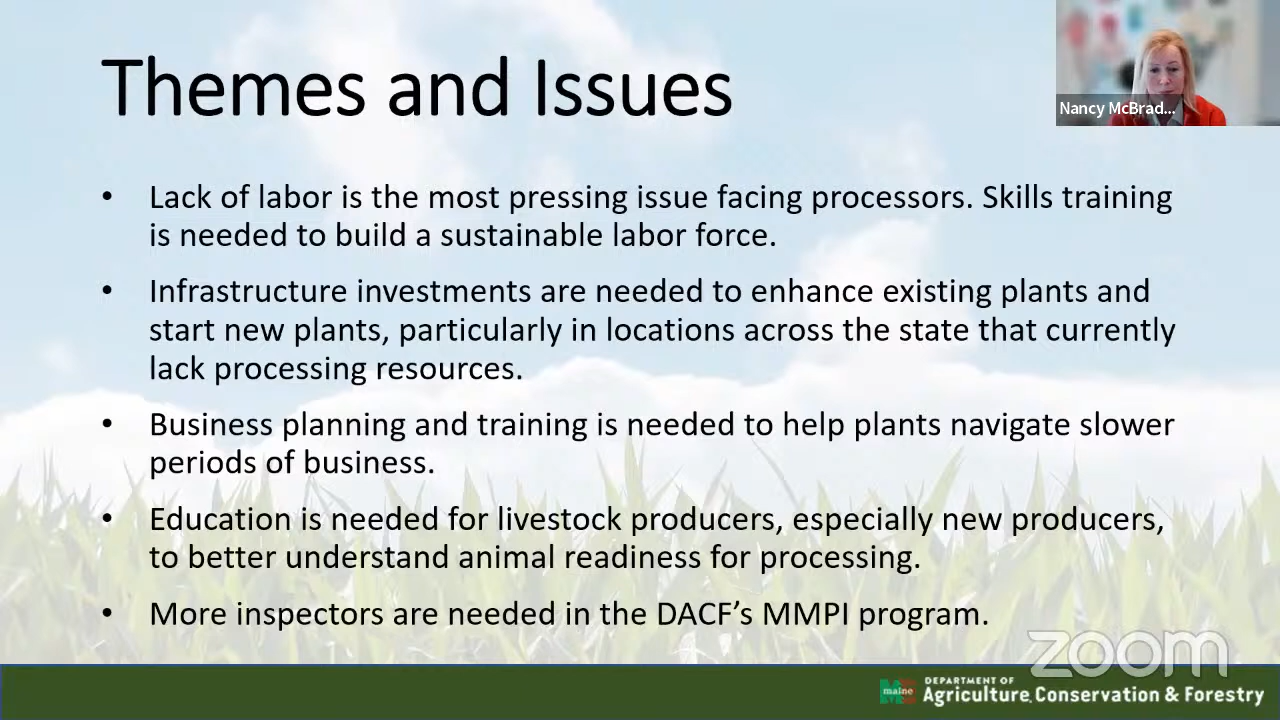 Themes and Issues
Nancy McBrad...
• Lack of labor is the most pressing issue facing processors. Skills training
is needed to build a sustainable labor force.
• Infrastructure investments are needed to enhance existing plants and
start new plants, particularly in locations across the state that currently
lack processing resources.
• Business planning and training is needed to help plants navigate slower
periods of business.
• Education is needed for livestock producers, especially new producers,
to better understand animal readiness for processing.
• More inspectors are needed in the DACF’s MMPI program.
zoom
maine
DEPARTMENT OF
Agriculture, Conservation & Forestry